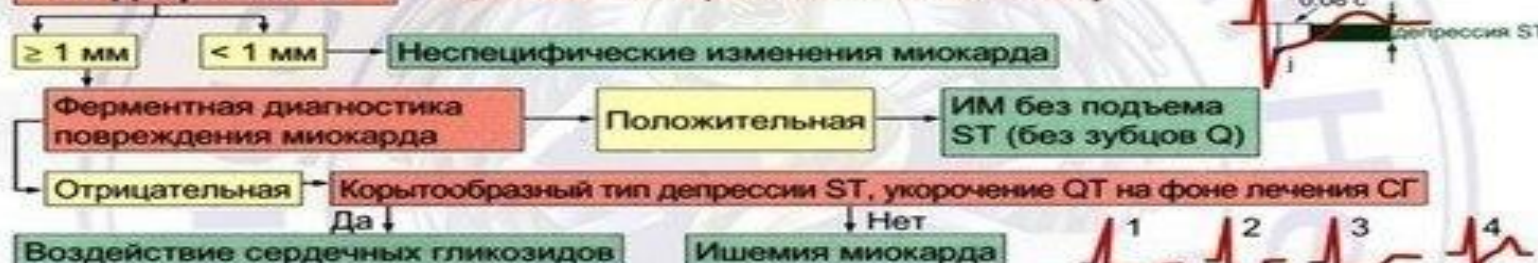 0.08 с
≥ 1 мм
< 1 мм
Неспецифические изменения миокарда
депрессия ST
j
Ферментная диагностика
повреждения миокарда
Положительная
ИМ без подъема
ST (без зубцов Q)
Отрицательная
Корытообразный тип депрессии ST, укорочение QT на фоне лечения СГ
Да
Нет
Воздействие сердечных гликозидов
Ишемия миокарда
1
2
3
4